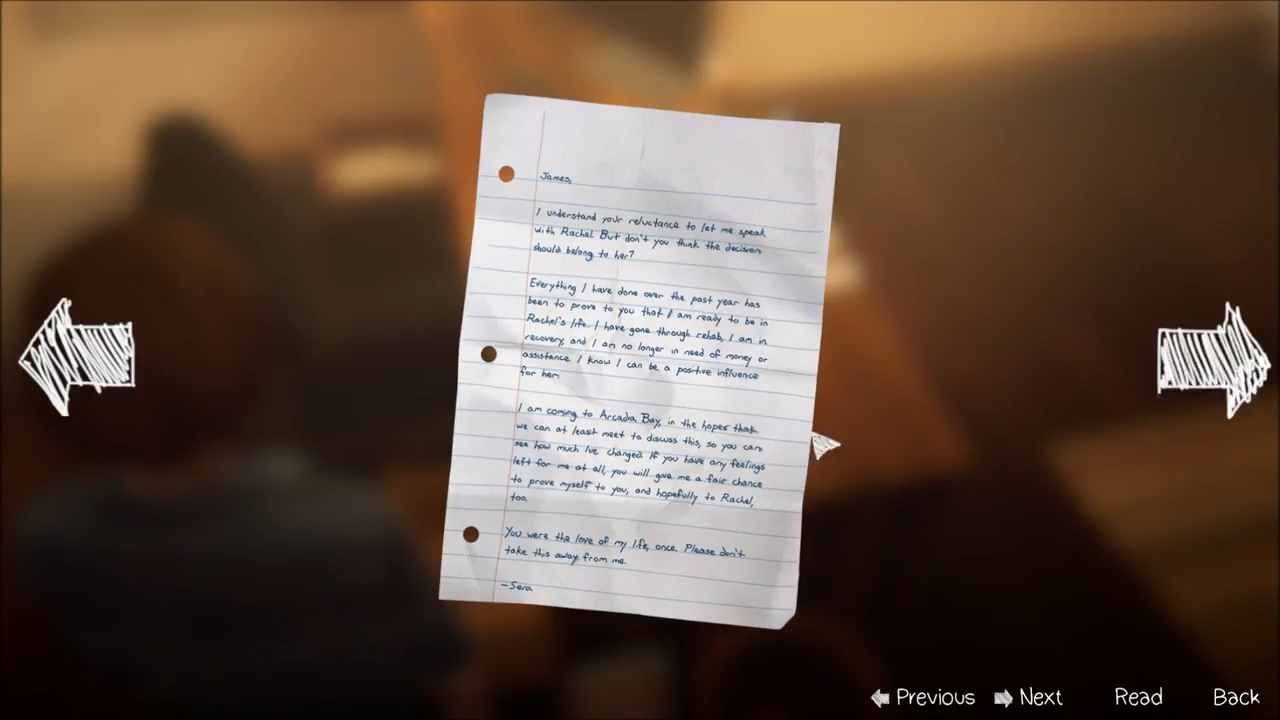 James,
I understand your reluctance to let me speak
with Rachel. But don't you think the decision
should belong to her?
Everything I have done over the past year has
been to prove to you that I am ready to be in
Rachel's life. I have gone through rehab, I am in
recovery, and I am no longer in need of money or
assistance. I know I can be a positive influence
for her.
I am coming to Arcadia Bay, in the hopes that
we can at least meet to discuss this, so you can
see how much I've changed. If you have any feelings
left for me at all, you will give me a fair chance
to prove myself to you, and hopefully to Rachel,
too.
You were the love of my life, once. Please don't
take this away from me.
-Sera
Previous Next Read Back